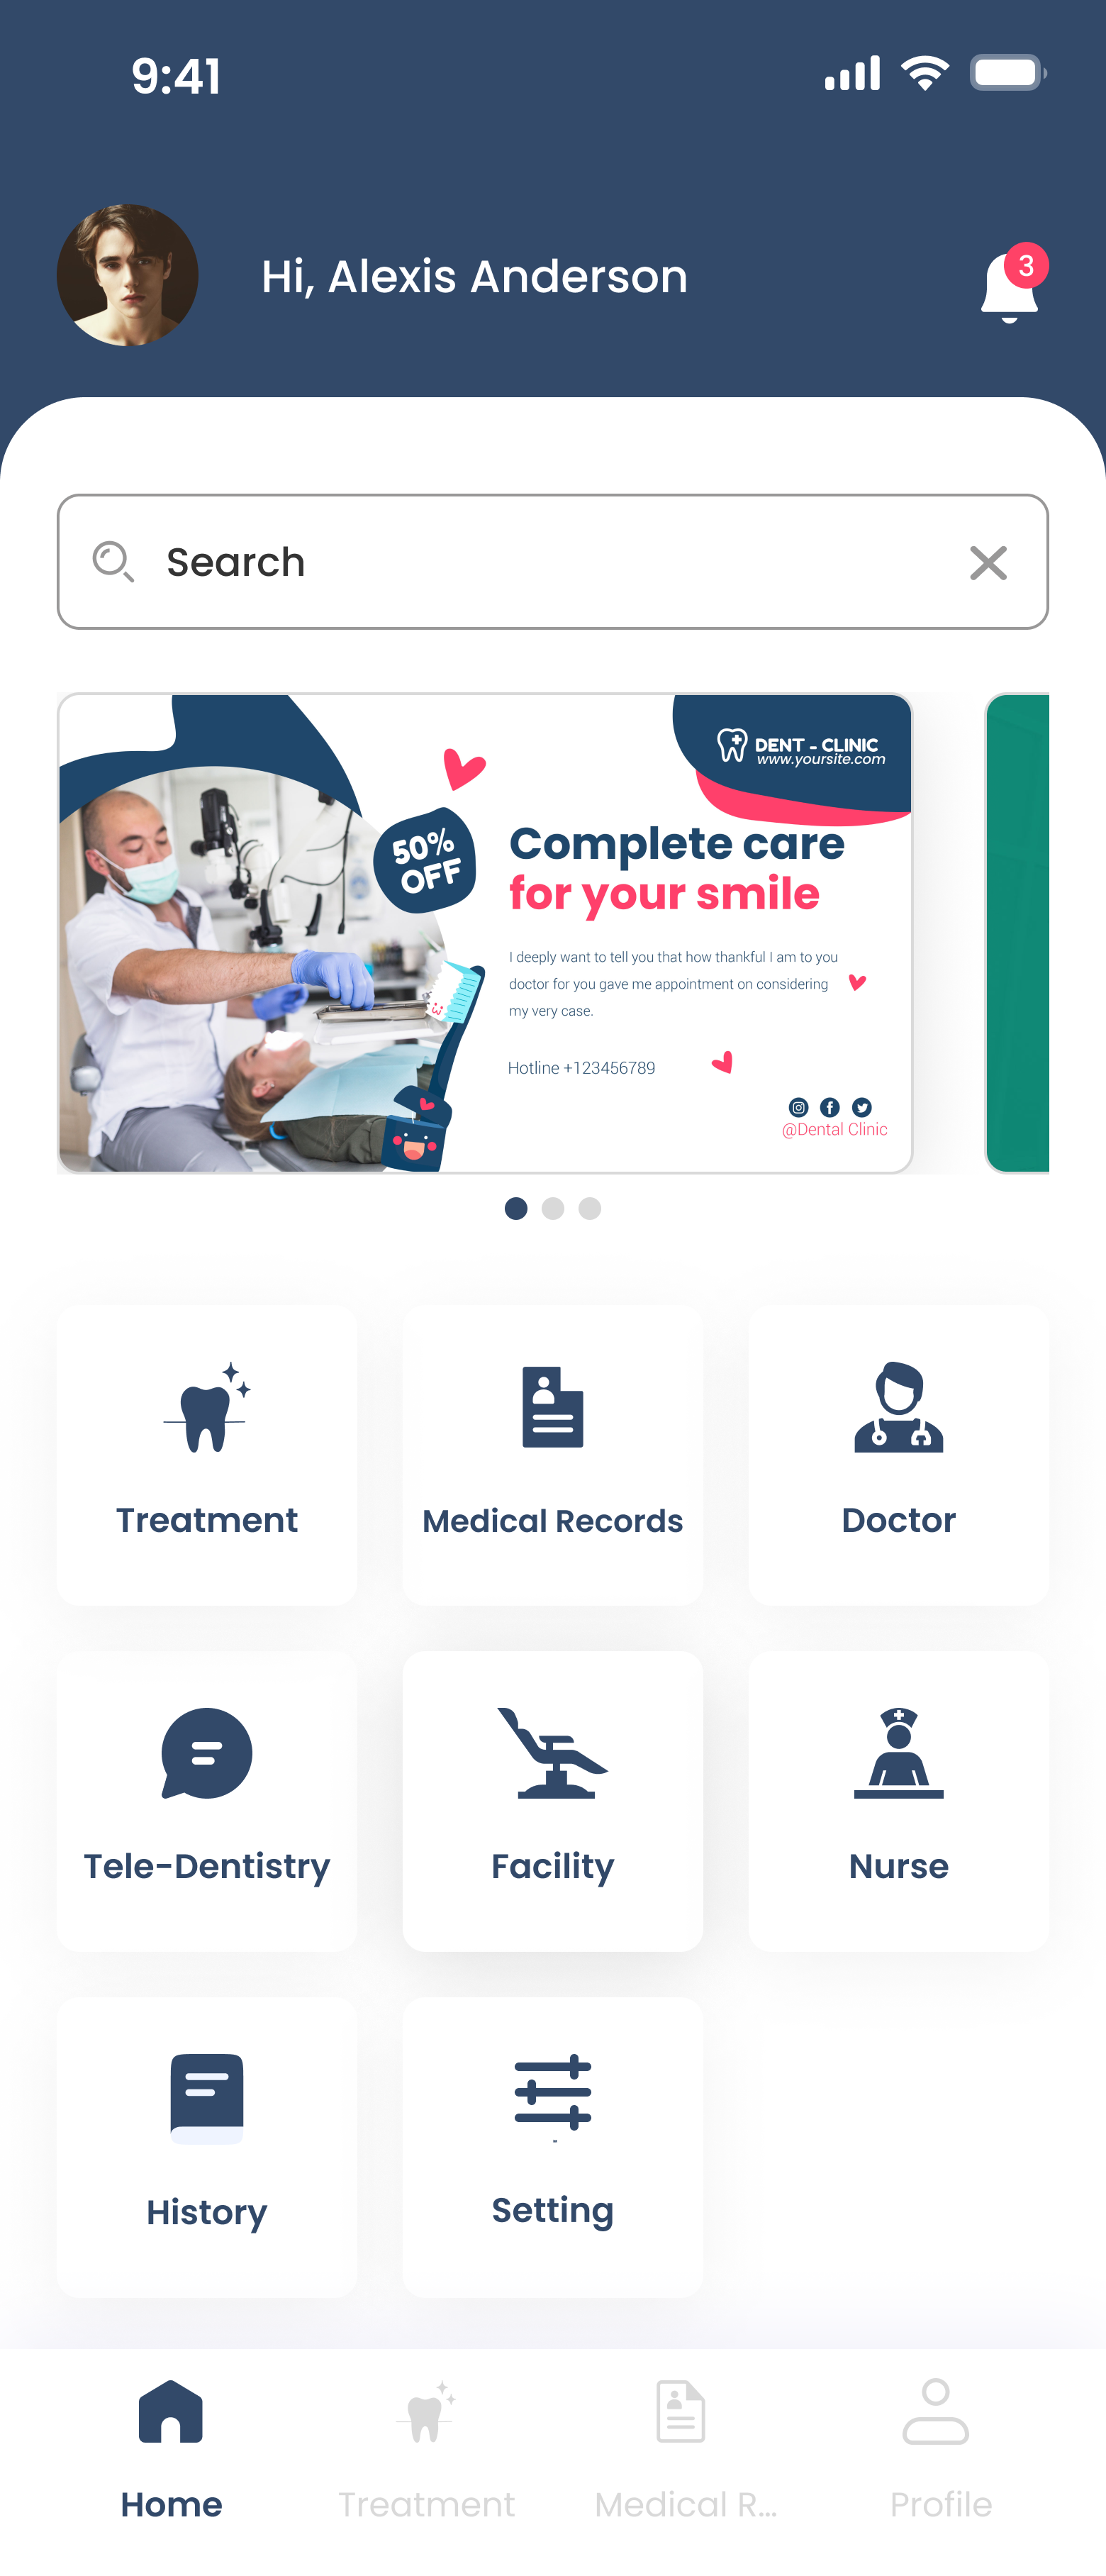 9:41
Hi, Alexis Anderson
3
Search
DENT - CLINIC
www.yoursite.com
50%
OFF
Complete care
for your smile
I deeply want to tell you that how thankful I am to you
doctor for you gave me appointment on considering
my very case.
Hotline +123456789
@Dental Clinic
Treatment
Medical Records
Doctor
Tele-Dentistry
Facility
Nurse
History
Setting
Home
Treatment
Medical R...
Profile